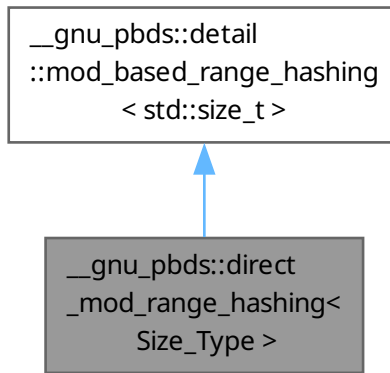 __gnu_pbds::detail
::mod_based_range_hashing
< std::size_t >
__gnu_pbds::direct
_mod_range_hashing<
Size_Type >